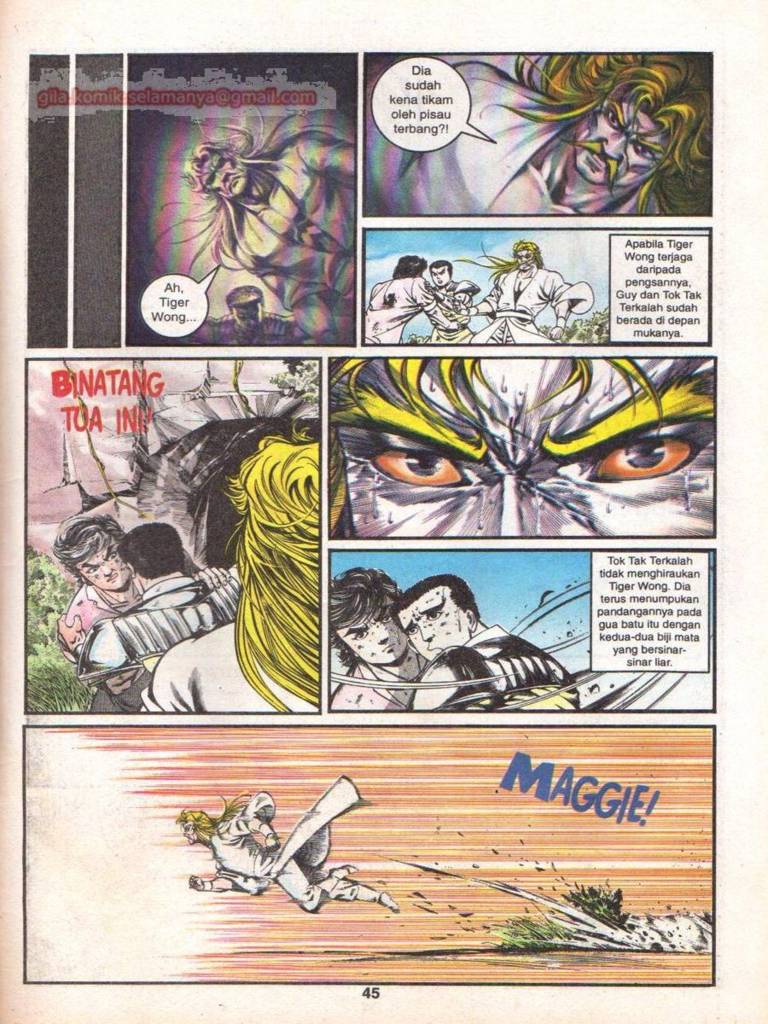 gila.komik.selamanya@gmail.com
Ah,
Tiger
Wong...
Dia
sudah
kena tikam
oleh pisau
terbang?!
Apabila Tiger
Wong terjaga
daripada
pengsannya,
Guy dan Tok Tak
Terkalah sudah
berada di depan
mukanya.
BINATANG
TUA INI!
Tok Tak Terkalah
tidak menghiraukan
Tiger Wong. Dia
terus menumpukan
pandangannya pada
gua batu itu dengan
kedua-dua biji mata
yang bersinar-
sinar liar.
MAGGIE!
45